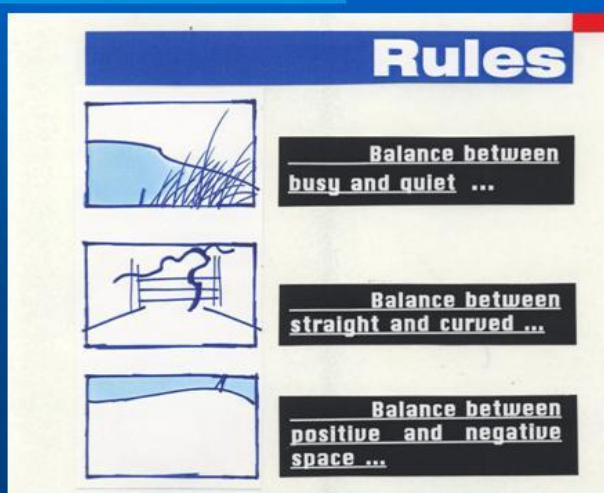 Rules
Balance between
busy and quiet ...
Balance between
straight and curved ...
Balance between
positive and negative
space ...